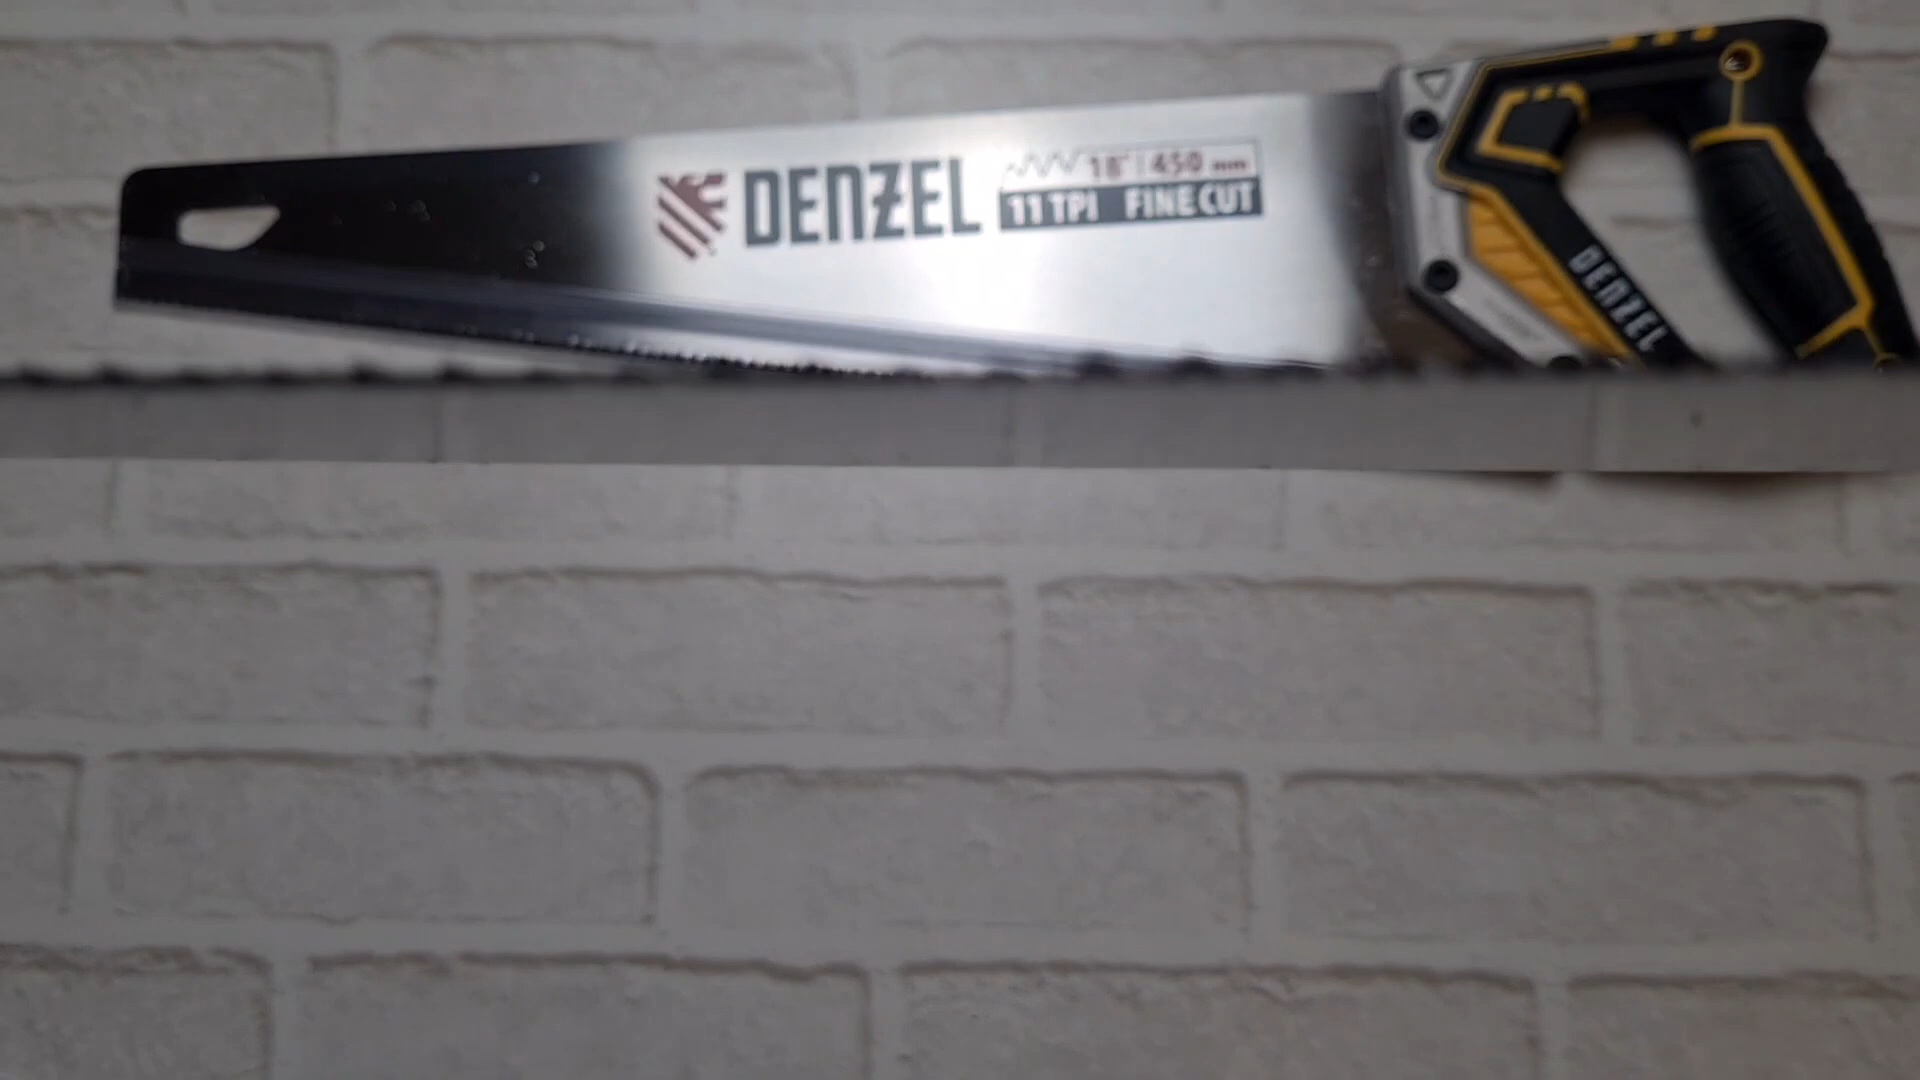 DENZEL
18" | 450 mm
11 TPI FINE CUT
DENZEL